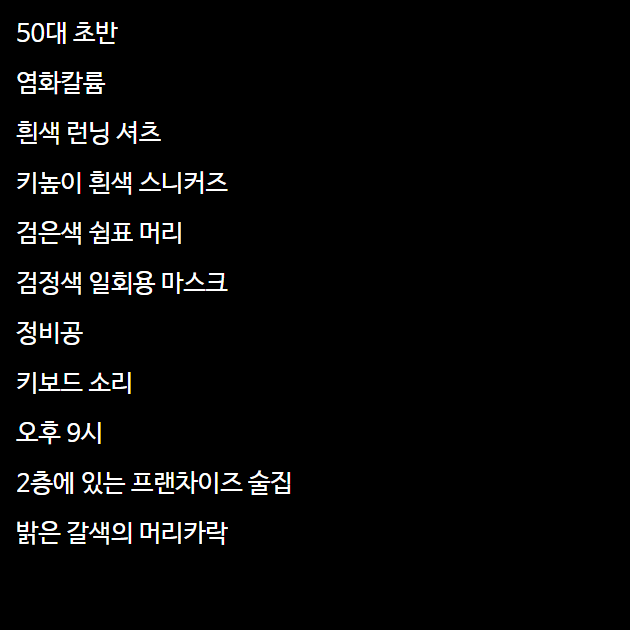 50대 초반
염화칼륨
흰색 런닝 셔츠
키높이 흰색 스니커즈
검은색 쉼표 머리
검정색 일회용 마스크
정비공
키보드 소리
오후 9시
2층에 있는 프랜차이즈 술집
밝은 갈색의 머리카락